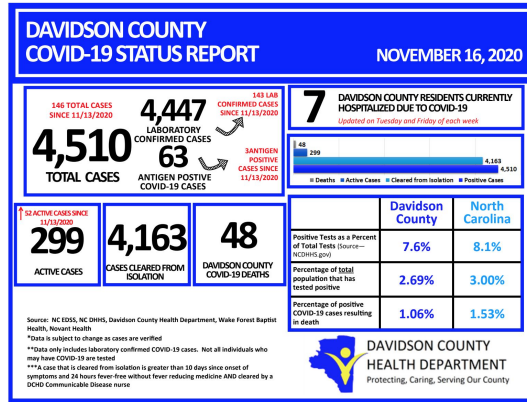 DAVIDSON COUNTY
COVID-19 STATUS REPORT
NOVEMBER 16, 2020
146 TOTAL CASES
SINCE 11/13/2020
4,510
TOTAL CASES
4,447
LABORATORY
CONFIRMED CASES
143 LAB
CONFIRMED CASES
SINCE 11/13/2020
63
ANTIGEN POSTIVE
COVID-19 CASES
3ANTIGEN
POSITIVE
CASES SINCE
11/13/2020
7
DAVIDSON COUNTY RESIDENTS CURRENTLY
HOSPITALIZED DUE TO COVID-19
Updated on Tuesday and Friday of each week
48
299
4,163
4,510
Deaths Active Cases Cleared from Isolation Positive Cases
52 ACTIVE CASES SINCE
11/13/2020
299
ACTIVE CASES
4,163
CASES CLEARED FROM
ISOLATION
48
DAVIDSON COUNTY
COVID-19 DEATHS
Davidson County
North Carolina
Positive Tests as a Percent
of Total Tests (Source—
NCDHHS.gov)
7.6%
8.1%
Percentage of total
population that has
tested positive
2.69%
3.00%
Percentage of positive
COVID-19 cases resulting
in death
1.06%
1.53%
Source: NC EDSS, NC DHHS, Davidson County Health Department, Wake Forest Baptist
Health, Novant Health
*Data is subject to change as cases are verified
**Data only includes laboratory confirmed COVID-19 cases. Not all individuals who
may have COVID-19 are tested
***A case that is cleared from isolation is greater than 10 days since onset of
symptoms and 24 hours fever-free without fever reducing medicine AND cleared by a
DCHD Communicable Disease nurse
DAVIDSON COUNTY
HEALTH DEPARTMENT
Protecting, Caring, Serving Our County